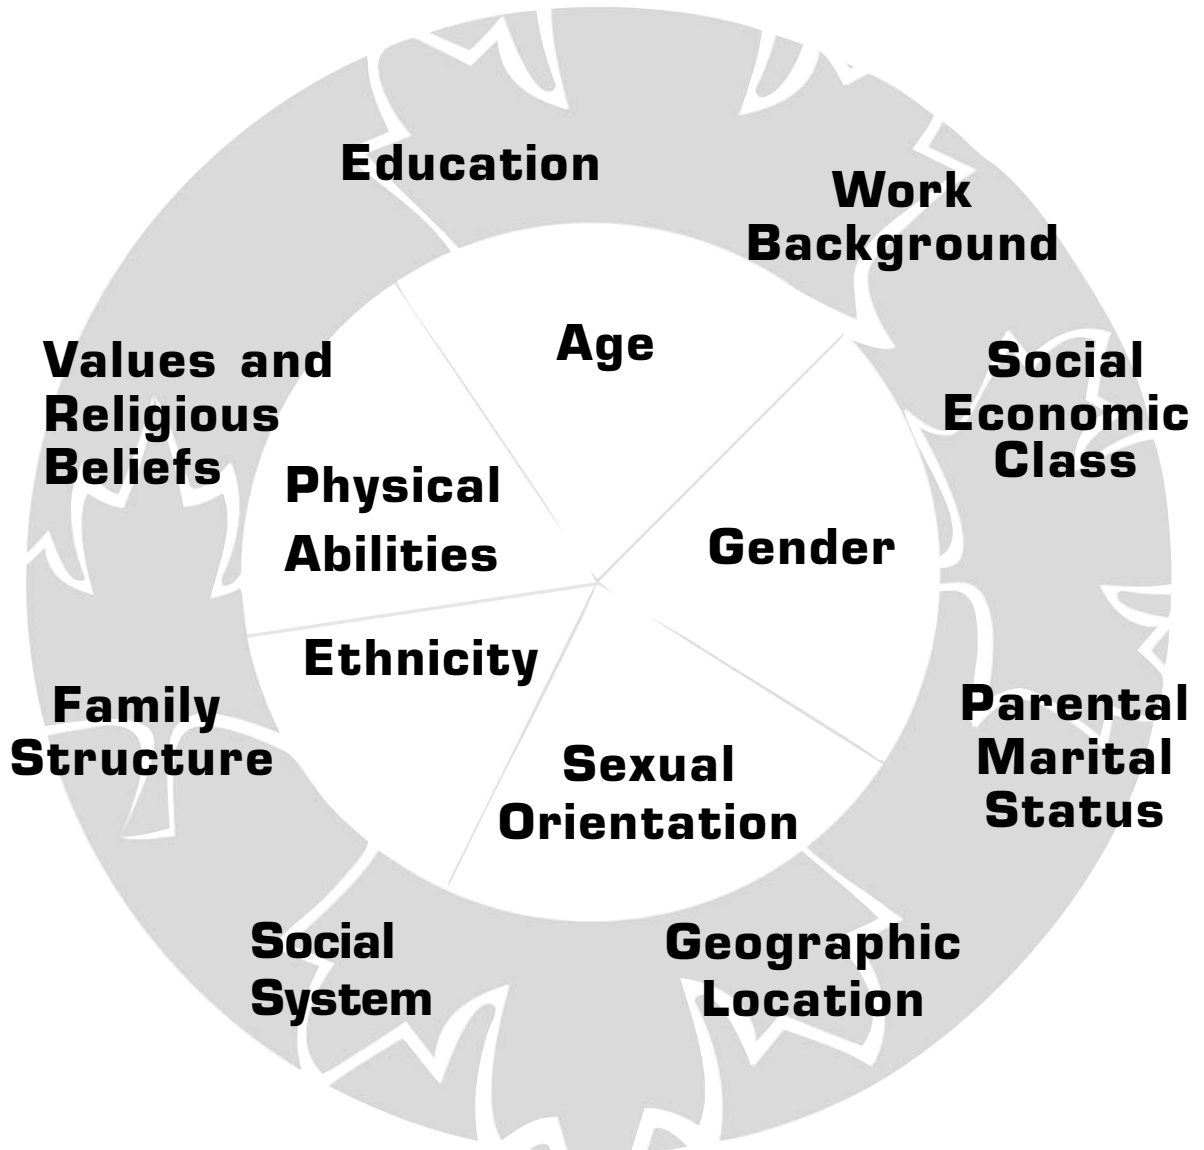 Education
Work
Background
Age
Values and
Religious
Beliefs
Social
Economic
Class
Physical
Abilities
Gender
Ethnicity
Family
Structure
Parental
Marital
Status
Sexual
Orientation
Social
System
Geographic
Location